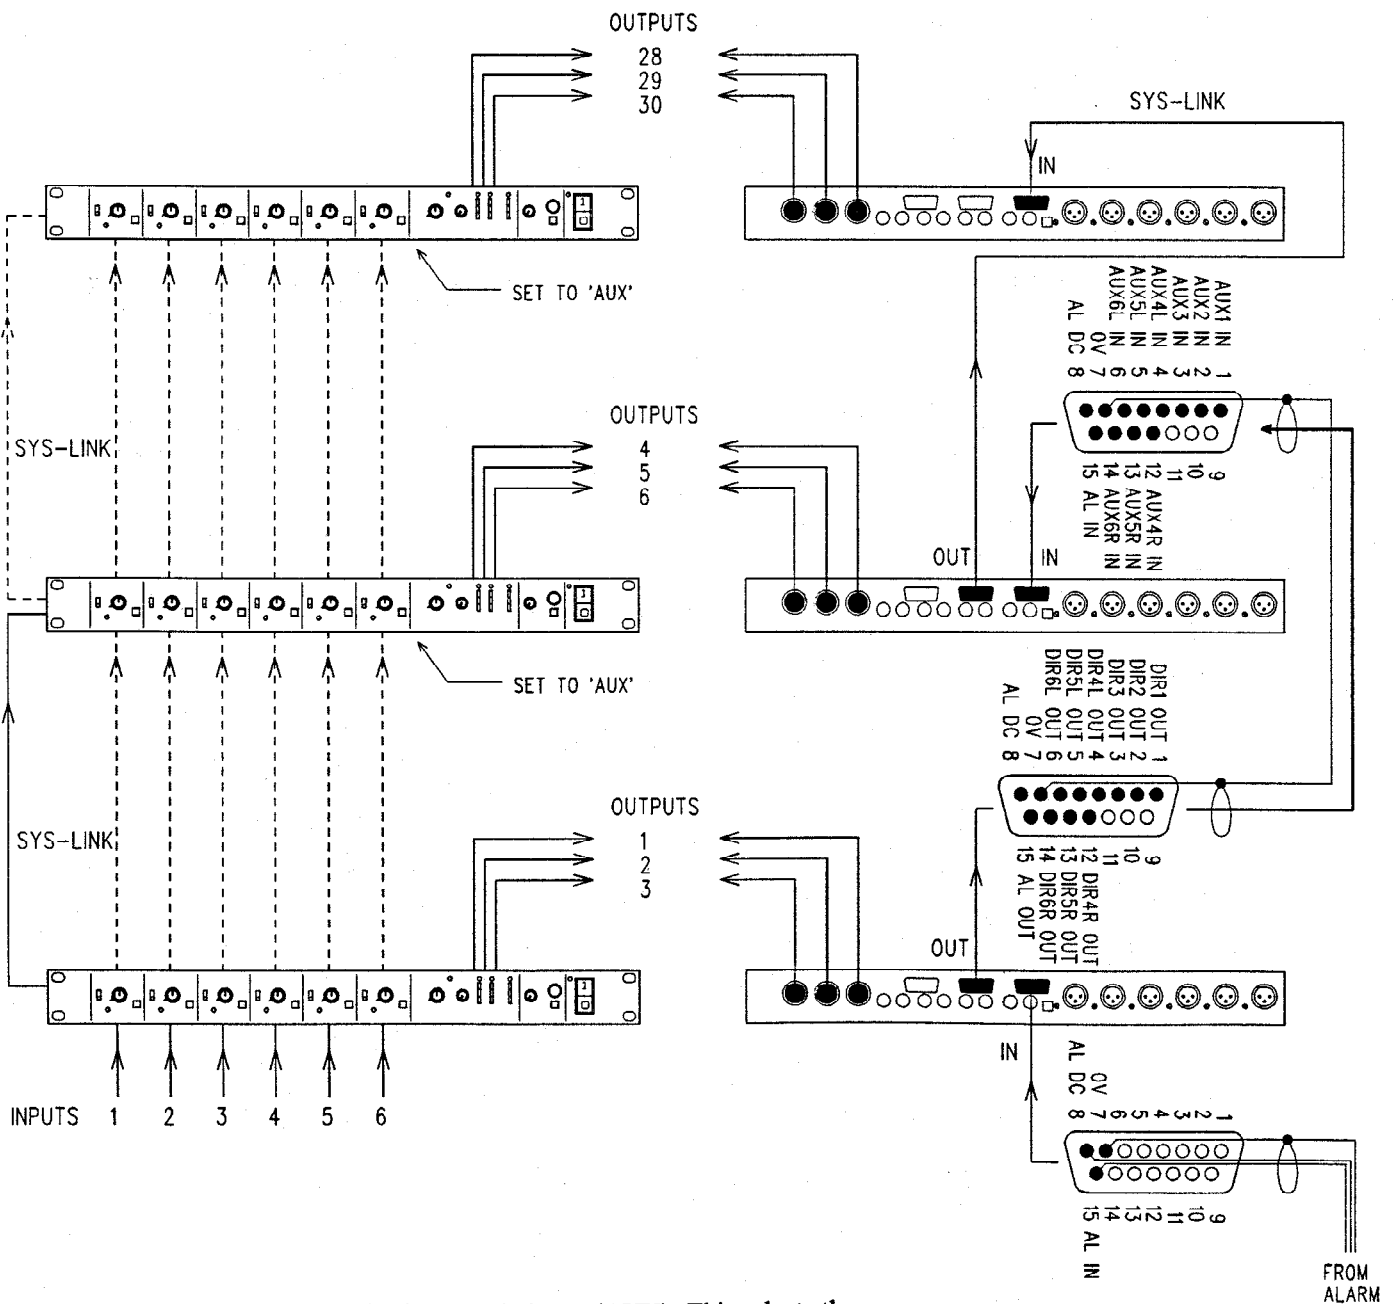 OUTPUTS
28
29
30
SYS-LINK
IN
SET TO 'AUX'
AUX1 IN 1
AUX2 IN 2
AUX3 IN 3
AUX4L IN 4
AUX5L IN 5
AUX6L IN 6
0V 7
AL DC 8
OUTPUTS
4
5
6
SYS-LINK
9
10
11
12 AUX4R IN
13 AUX5R IN
14 AUX6R IN
15 AL IN
OUT
IN
SET TO 'AUX'
DIR1 OUT 1
DIR2 OUT 2
DIR3 OUT 3
DIR4L OUT 4
DIR5L OUT 5
DIR6L OUT 6
0V 7
AL DC 8
OUTPUTS
1
2
3
SYS-LINK
9
10
11
12 DIR4R OUT
13 DIR5R OUT
14 DIR6R OUT
15 AL OUT
OUT
IN
INPUTS 1 2 3 4 5 6
1
2
3
4
5
6
0V 7
AL DC 8
9
10
11
12
13
14
15 AL IN
FROM
ALARM